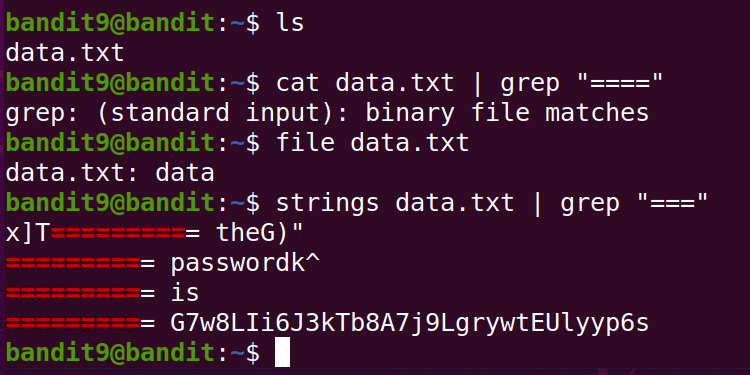 bandit9@bandit:~$ ls
data.txt
bandit9@bandit:~$ cat data.txt | grep "===="
grep: (standard input): binary file matches
bandit9@bandit:~$ file data.txt
data.txt: data
bandit9@bandit:~$ strings data.txt | grep "==="
x]T========== theG)"
========== passwordk^
========== is
========== G7w8LIi6J3kTb8A7j9LgrywtEUlyyp6s
bandit9@bandit:~$